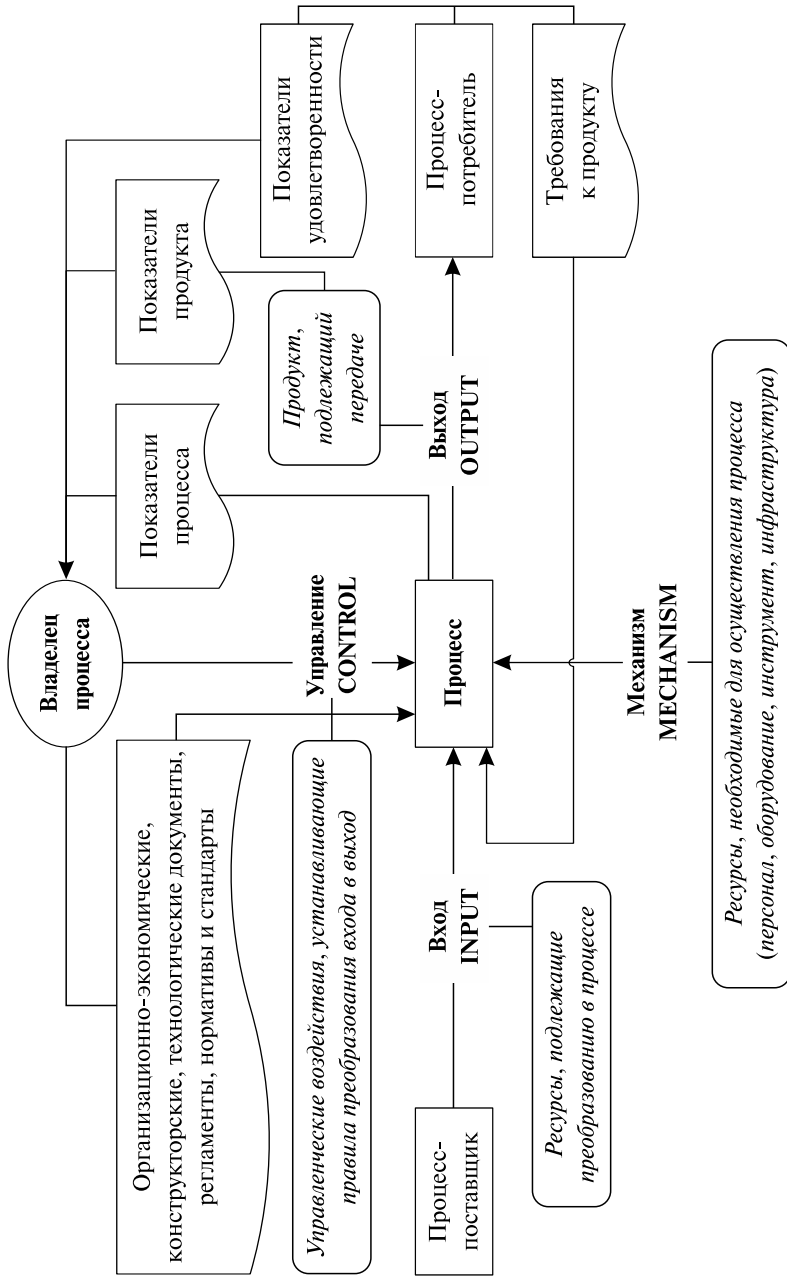 Владелец
процесса
Организационно-экономические,
конструкторские, технологические документы,
регламенты, нормативы и стандарты
Показатели
процесса
Показатели
продукта
Показатели
удовлетворенности
Управленческие воздействия, устанавливающие
правила преобразования входа в выход
Управление
CONTROL
Продукт,
подлежащий
передаче
Процесс-
поставщик
Вход
INPUT
Процесс
Выход
OUTPUT
Процесс-
потребитель
Ресурсы, подлежащие
преобразованию в процессе
Требования
к продукту
Механизм
MECHANISM
Ресурсы, необходимые для осуществления процесса
(персонал, оборудование, инструмент, инфраструктура)